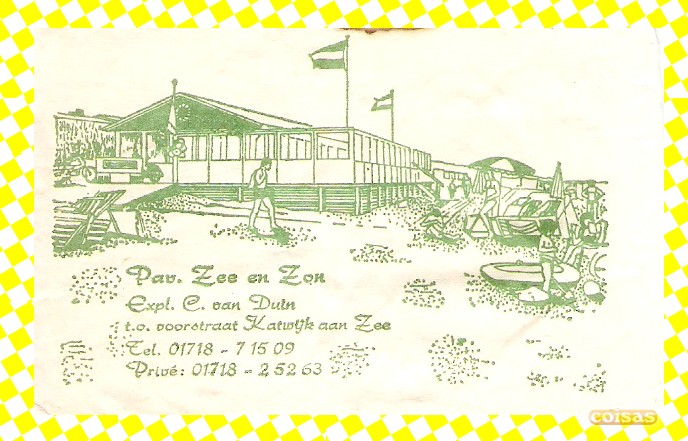 Pav. Zee en Zon
Expl. C. van Duin
t.o. voorstraat Katwijk aan Zee
Tel. 01718 - 7 15 09
Privé: 01718 - 2 52 63
coisas